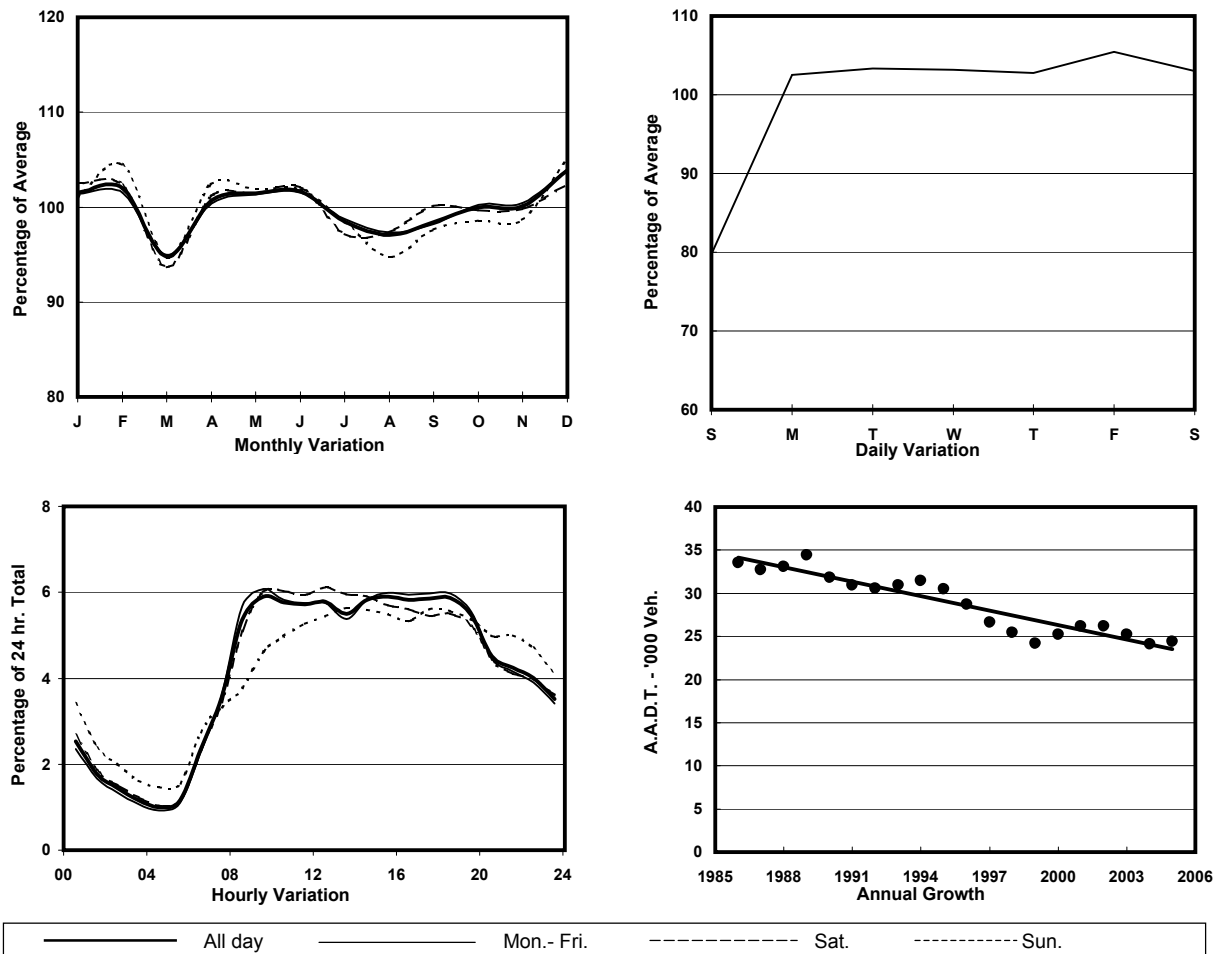 120
110
100
90
80
Percentage of Average
J F M A M J J A S O N D
Monthly Variation
110
100
90
80
70
60
Percentage of Average
S M T W T F S
Daily Variation
8
6
4
2
0
Percentage of 24 hr. Total
00 04 08 12 16 20 24
Hourly Variation
40
35
30
25
20
15
10
5
0
A.A.D.T. - '000 Veh.
1985 1988 1991 1994 1997 2000 2003 2006
Annual Growth
All day Mon.- Fri. Sat. Sun.